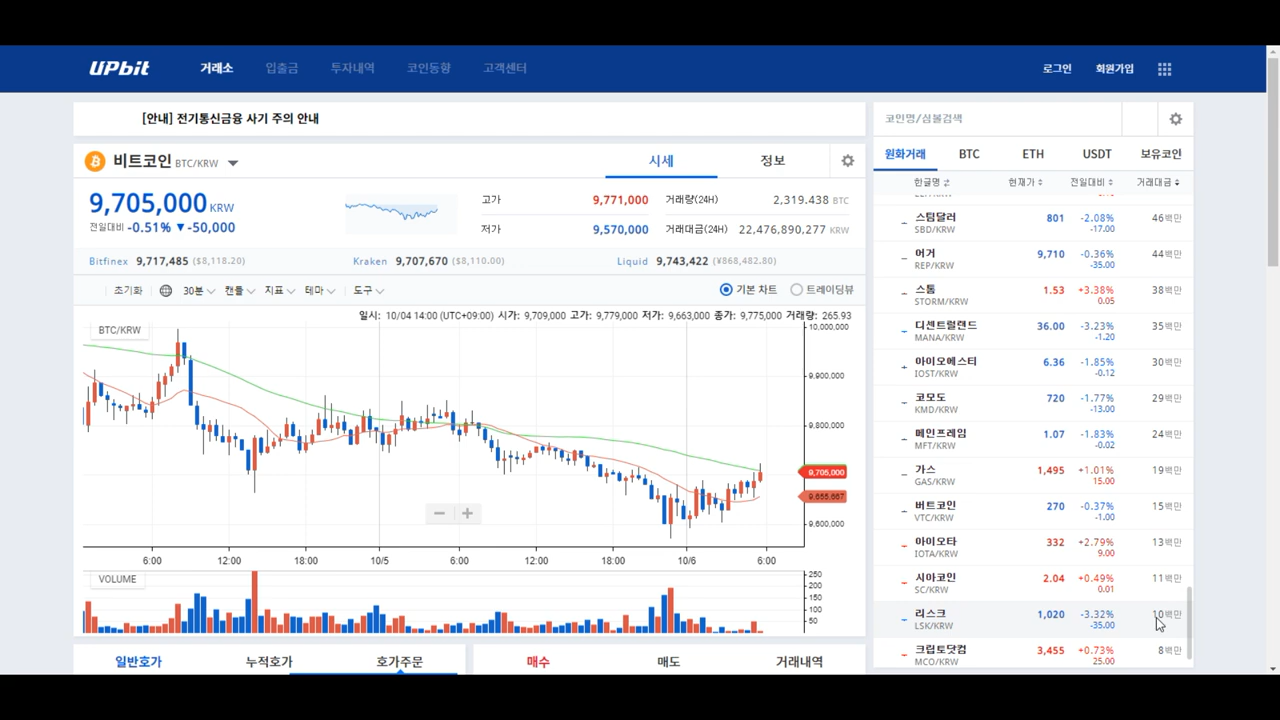 UPbit 거래소 입출금 투자내역 코인동향 고객센터 로그인 회원가입
[안내] 전기통신금융 사기 주의 안내
비트코인 BTC/KRW 시세 정보
9,705,000 KRW
전일대비 -0.51% ▼-50,000
고가 9,771,000 거래량(24H) 2,319.438 BTC
저가 9,570,000 거래대금(24H) 22,476,890,277 KRW
Bitfinex 9,717,485 ($8,118.20) Kraken 9,707,670 ($8,110.00) Liquid 9,743,422 (¥868,482.80)
초기화 30분 캔들 지표 테마 도구 기본 차트 트레이딩뷰
일시: 10/04 14:00 (UTC+09:00) 시가: 9,709,000 고가: 9,779,000 저가: 9,663,000 종가: 9,775,000 거래량: 265.93
BTC/KRW
10,000,000
9,900,000
9,800,000
9,705,000
9,655,667
9,600,000
6:00 12:00 18:00 10/5 6:00 12:00 18:00 10/6 6:00
VOLUME
250
200
150
100
50
일반호가 누적호가 호가주문 매수 매도 거래내역
코인명/심볼검색
원화거래 BTC ETH USDT 보유코인
한글명 현재가 전일대비 거래대금
스팀달러 801 -2.08% 46백만
SBD/KRW -17.00
어거 9,710 -0.36% 44백만
REP/KRW -35.00
스톰 1.53 +3.38% 38백만
STORM/KRW 0.05
디센트럴랜드 36.00 -3.23% 35백만
MANA/KRW -1.20
아이오에스티 6.36 -1.85% 30백만
IOST/KRW -0.12
코모도 720 -1.77% 29백만
KMD/KRW -13.00
메인프레임 1.07 -1.83% 24백만
MFT/KRW -0.02
가스 1,495 +1.01% 19백만
GAS/KRW 15.00
버트코인 270 -0.37% 15백만
VTC/KRW -1.00
아이오타 332 +2.79% 13백만
IOTA/KRW 9.00
시아코인 2.04 +0.49% 11백만
SC/KRW 0.01
리스크 1,020 -3.32% 10백만
LSK/KRW -35.00
크립토닷컴 3,455 +0.73% 8백만
MCO/KRW 25.00